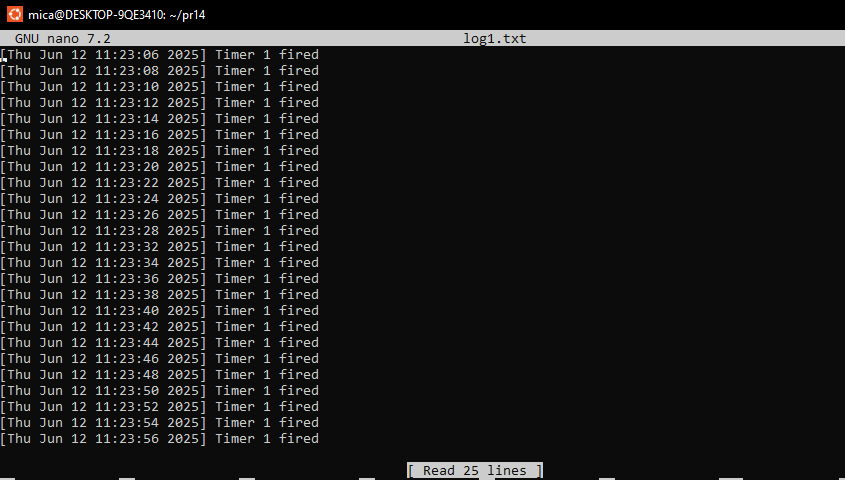 mica@DESKTOP-9QE3410: ~/pr14
GNU nano 7.2 log1.txt
[Thu Jun 12 11:23:06 2025] Timer 1 fired
[Thu Jun 12 11:23:08 2025] Timer 1 fired
[Thu Jun 12 11:23:10 2025] Timer 1 fired
[Thu Jun 12 11:23:12 2025] Timer 1 fired
[Thu Jun 12 11:23:14 2025] Timer 1 fired
[Thu Jun 12 11:23:16 2025] Timer 1 fired
[Thu Jun 12 11:23:18 2025] Timer 1 fired
[Thu Jun 12 11:23:20 2025] Timer 1 fired
[Thu Jun 12 11:23:22 2025] Timer 1 fired
[Thu Jun 12 11:23:24 2025] Timer 1 fired
[Thu Jun 12 11:23:26 2025] Timer 1 fired
[Thu Jun 12 11:23:28 2025] Timer 1 fired
[Thu Jun 12 11:23:32 2025] Timer 1 fired
[Thu Jun 12 11:23:34 2025] Timer 1 fired
[Thu Jun 12 11:23:36 2025] Timer 1 fired
[Thu Jun 12 11:23:38 2025] Timer 1 fired
[Thu Jun 12 11:23:40 2025] Timer 1 fired
[Thu Jun 12 11:23:42 2025] Timer 1 fired
[Thu Jun 12 11:23:44 2025] Timer 1 fired
[Thu Jun 12 11:23:46 2025] Timer 1 fired
[Thu Jun 12 11:23:48 2025] Timer 1 fired
[Thu Jun 12 11:23:50 2025] Timer 1 fired
[Thu Jun 12 11:23:52 2025] Timer 1 fired
[Thu Jun 12 11:23:54 2025] Timer 1 fired
[Thu Jun 12 11:23:56 2025] Timer 1 fired
[ Read 25 lines ]